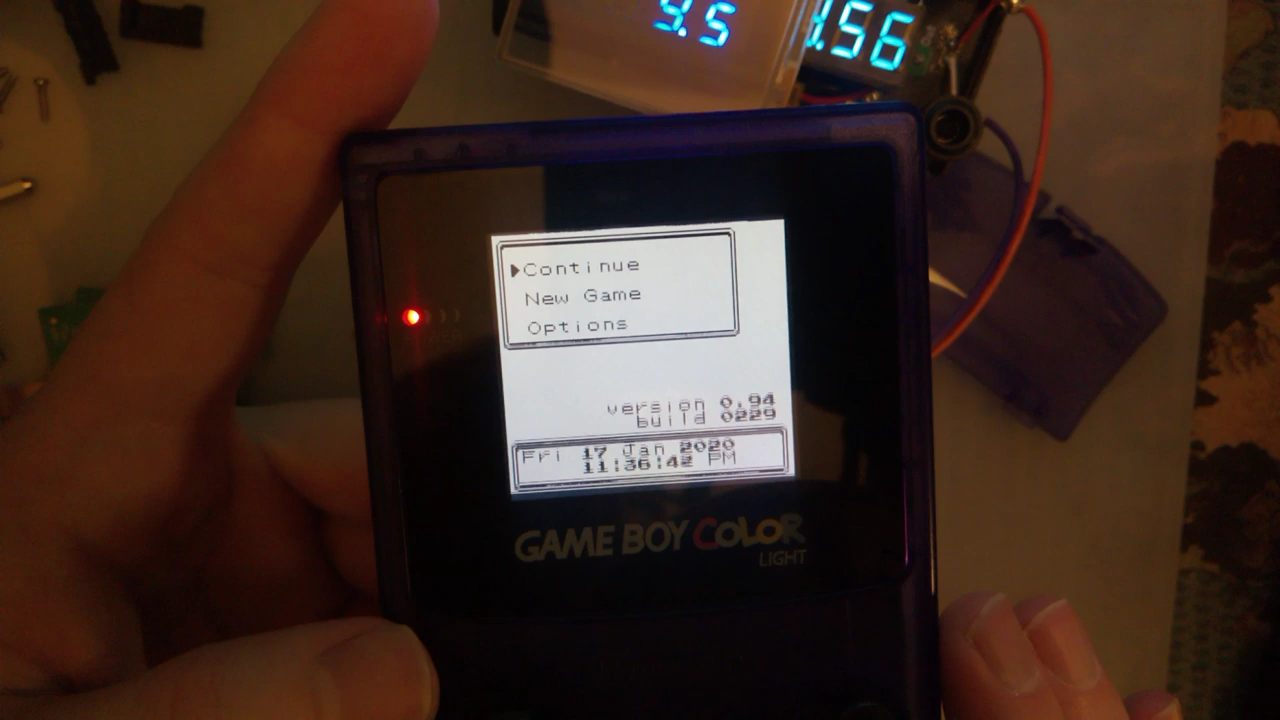 9.5
.56
Continue
New Game
Options
version 0.94
build 0229
Fri 17 Jan 2020
11:36:42 PM
GAME BOY COLOR
LIGHT